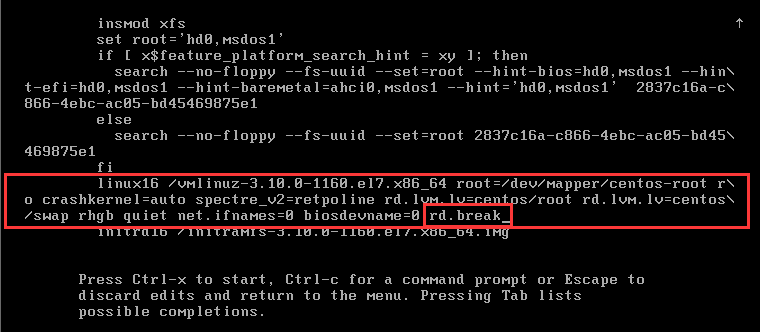 insmod xfs
set root='hd0,msdos1'
if [ x$feature_platform_search_hint = xy ]; then
search --no-floppy --fs-uuid --set=root --hint-bios=hd0,msdos1 --hin\
t-efi=hd0,msdos1 --hint-baremetal=ahci0,msdos1 --hint='hd0,msdos1'  2837c16a-c\
866-4ebc-ac05-bd45469875e1
else
search --no-floppy --fs-uuid --set=root 2837c16a-c866-4ebc-ac05-bd45\
469875e1
fi
linux16 /vmlinuz-3.10.0-1160.el7.x86_64 root=/dev/mapper/centos-root r\
o crashkernel=auto spectre_v2=retpoline rd.lvm.lv=centos/root rd.lvm.lv=centos\
/swap rhgb quiet net.ifnames=0 biosdevname=0 rd.break_
initrd16 /initramfs-3.10.0-1160.el7.x86_64.img
Press Ctrl-x to start, Ctrl-c for a command prompt or Escape to
discard edits and return to the menu. Pressing Tab lists
possible completions.